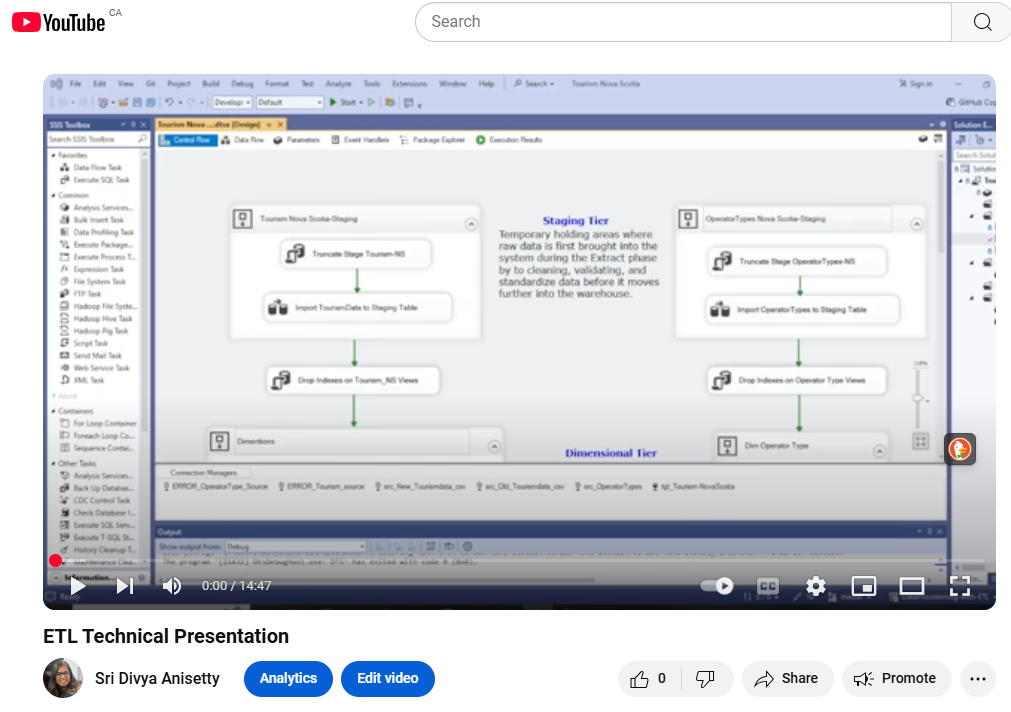 YouTube CA
Search
File Edit View Git Project Build Debug Format Test Analyze Tools Extensions Window Help Search Tourism Nova Scotia Sign in
Develop Default Start GitHub Cop
SSIS Toolbox
Tourism Nova ....dtsx [Design]
Solution E...
Search SSIS Toolbox
Control Flow Data Flow Parameters Event Handlers Package Explorer Execution Results
Search Solut
Favorites
Data Flow Task
Execute SQL Task
Common
Analysis Services...
Bulk Insert Task
Data Profiling Task
Execute Package...
Execute Process T...
Expression Task
File System Task
FTP Task
Hadoop File Syste...
Hadoop Hive Task
Hadoop Pig Task
Script Task
Send Mail Task
Web Service Task
XML Task
Azure
Containers
For Loop Container
Foreach Loop Co...
Sequence Contai...
Other Tasks
Analysis Services...
Back Up Databas...
CDC Control Task
Check Database I...
Execute SQL Serv...
Execute T-SQL St...
History Cleanup T...
Maintenance Clea...
Information
Ready
Tourism Nova Scotia-Staging
Truncate Stage Tourism-NS
Import TourismData to Staging Table
Drop Indexes on Tourism_NS Views
Dimentions
Staging Tier
Temporary holding areas where
raw data is first brought into the
system during the Extract phase
by to cleaning, validating, and
standardize data before it moves
further into the warehouse.
Dimensional Tier
OperatorTypes Nova Scotia-Staging
Truncate Stage OperatorTypes-NS
Import OperatorTypes to Staging Table
Drop Indexes on Operator Type Views
Dim Operator Type
Connection Managers
ERROR_OperatorType_Source ERROR_Tourism_source src_New_Tourismdata_csv src_Old_Tourismdata_csv src_OperatorTypes tgt_Tourism-NovaScotia
Output
Show output from: Debug
The program '[21432] DtsDebugHost.exe: DTS' has exited with code 0 (0x0).
0:00 / 14:47
CC
ETL Technical Presentation
Sri Divya Anisetty
Analytics
Edit video
0
Share
Promote